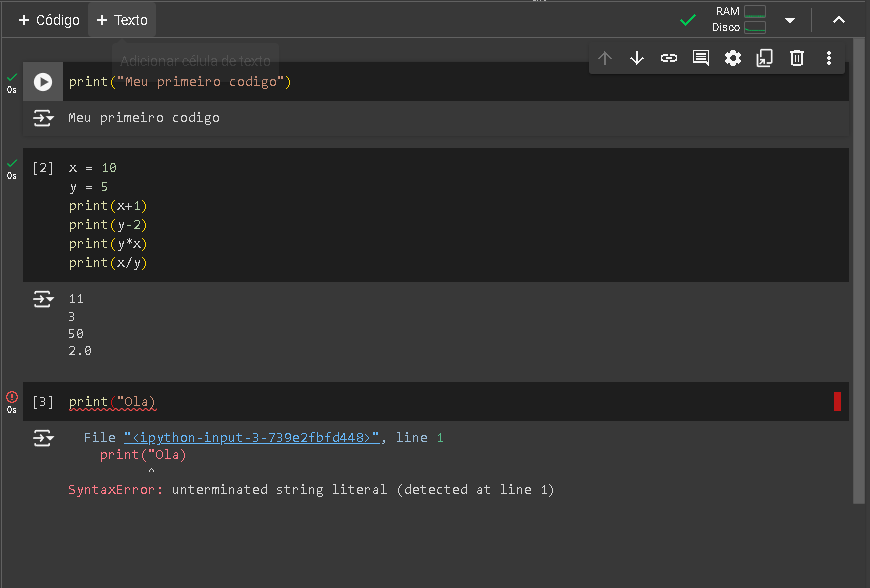 + Código + Texto
RAM
Disco
Adicionar célula de texto
0s
print("Meu primeiro codigo")
Meu primeiro codigo
0s
[2] x = 10
y = 5
print(x+1)
print(y-2)
print(y*x)
print(x/y)
11
3
50
2.0
0s
[3] print("Ola)
File "<ipython-input-3-739e2fbfd448>", line 1
print("Ola)
^
SyntaxError: unterminated string literal (detected at line 1)